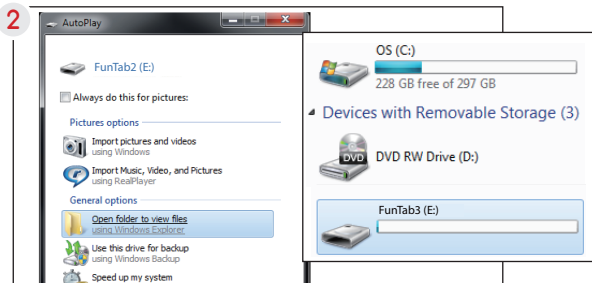 2
AutoPlay
FunTab2 (E:)
Always do this for pictures:
Pictures options
Import pictures and videos
using Windows
Import Music, Video, and Pictures
using RealPlayer
General options
Open folder to view files
using Windows Explorer
Use this drive for backup
using Windows Backup
Speed up my system
OS (C:)
228 GB free of 297 GB
Devices with Removable Storage (3)
DVD
DVD RW Drive (D:)
FunTab3 (E:)